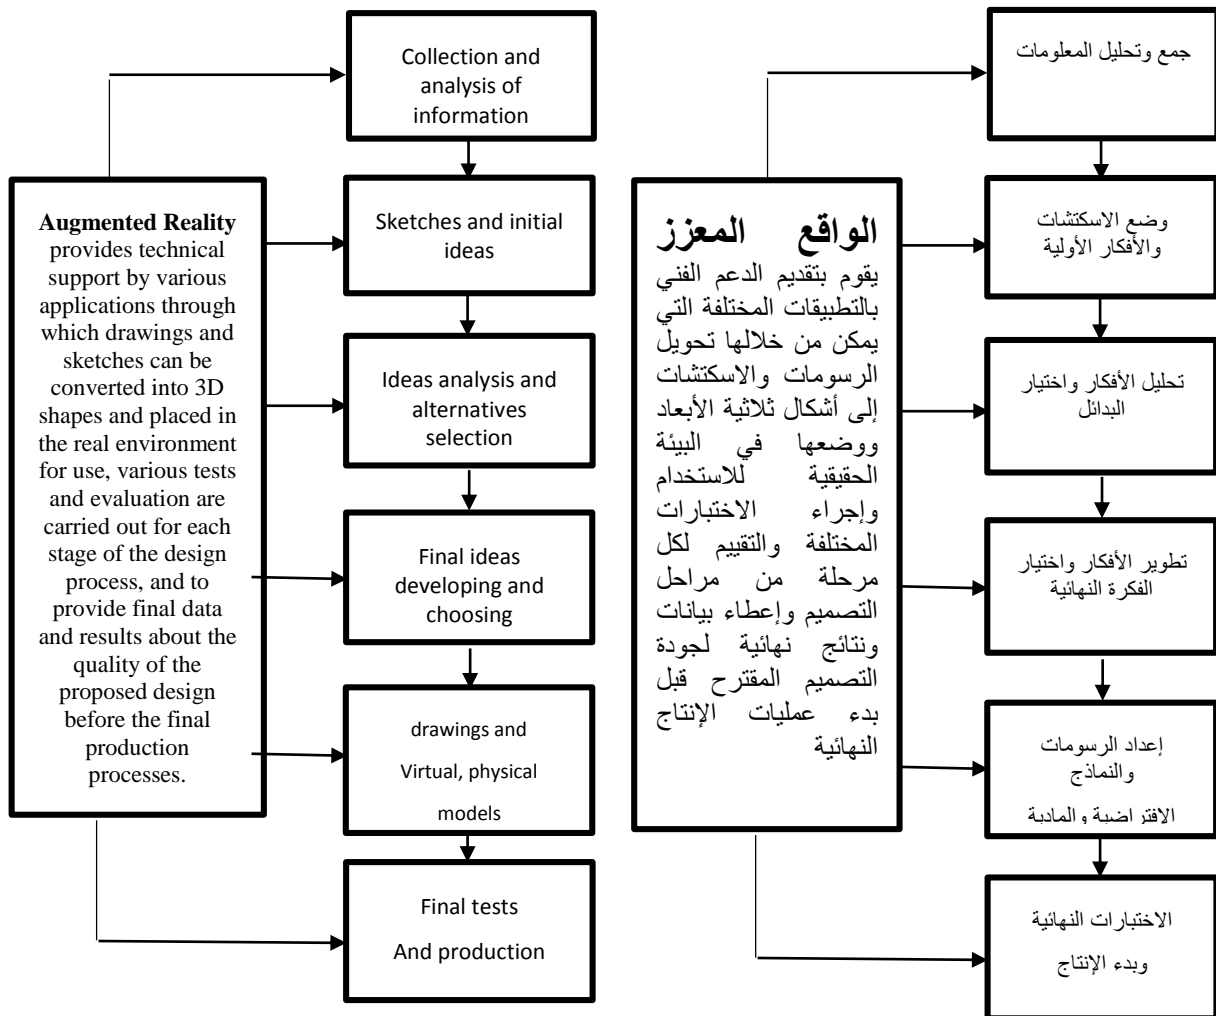 Collection and
analysis of
information
Augmented Reality
provides technical
support by various
applications through
which drawings and
sketches can be
converted into 3D
shapes and placed in
the real environment
for use, various tests
and evaluation are
carried out for each
stage of the design
process, and to
provide final data
and results about the
quality of the
proposed design
before the final
production
processes.
Sketches and initial
ideas
Ideas analysis and
alternatives
selection
Final ideas
developing and
choosing
drawings and
Virtual, physical
models
Final tests
And production
جمع وتحليل المعلومات
الواقع المعزز
يقوم بتقديم الدعم الفني
بالتطبيقات المختلفة التي
يمكن من خلالها تحويل
الرسومات والاسكتشات
إلى أشكال ثلاثية الأبعاد
ووضعها في البيئة
الحقيقية للاستخدام
وإجراء الاختبارات
المختلفة والتقييم لكل
مرحلة من مراحل
التصميم وإعطاء بيانات
ونتائج نهائية لجودة
التصميم المقترح قبل
بدء عمليات الإنتاج
النهائية
وضع الاسكتشات
والأفكار الأولية
تحليل الأفكار واختيار
البدائل
تطوير الأفكار واختيار
الفكرة النهائية
إعداد الرسومات
والنماذج
الافتراضية والمادية
الاختبارات النهائية
وبدء الإنتاج